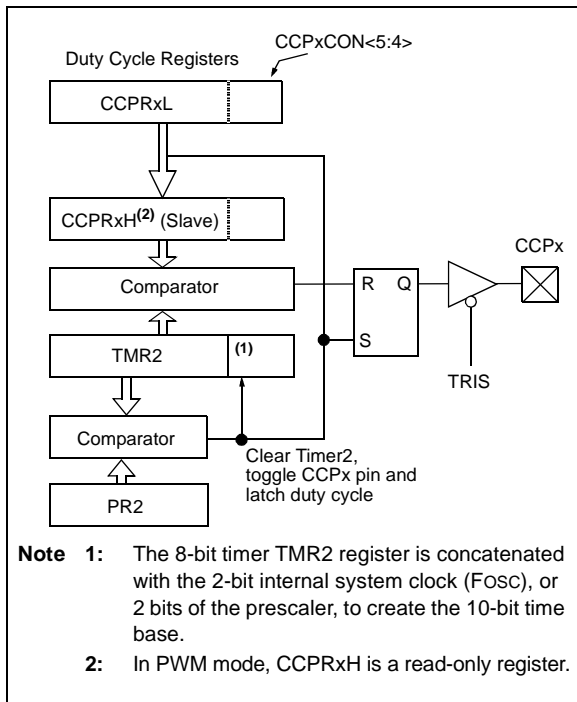 CCPxCON<5:4>
Duty Cycle Registers
CCPRxL
CCPRxH(2) (Slave)
CCPx
Comparator
R Q
TMR2
(1)
S
TRIS
Comparator
Clear Timer2,
toggle CCPx pin and
latch duty cycle
PR2
Note 1: The 8-bit timer TMR2 register is concatenated
with the 2-bit internal system clock (FOSC), or
2 bits of the prescaler, to create the 10-bit time
base.
2: In PWM mode, CCPRxH is a read-only register.